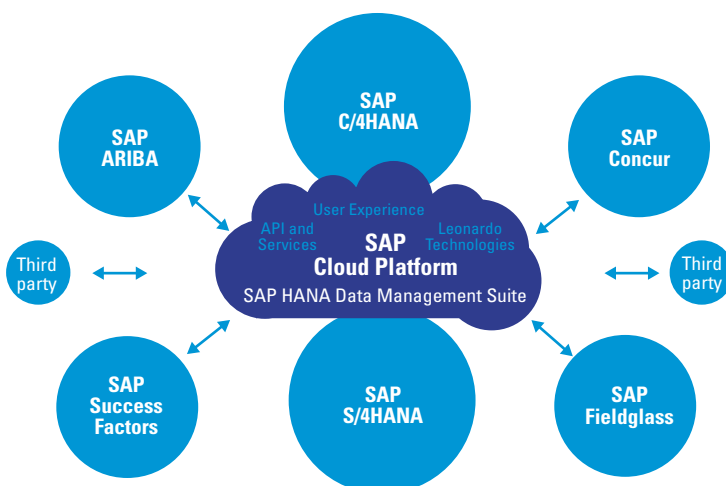 SAP
C/4HANA
SAP
ARIBA
SAP
Concur
User Experience
API and
Services
Leonardo
Technologies
SAP
Cloud Platform
SAP HANA Data Management Suite
Third
party
Third
party
SAP
Success
Factors
SAP
S/4HANA
SAP
Fieldglass